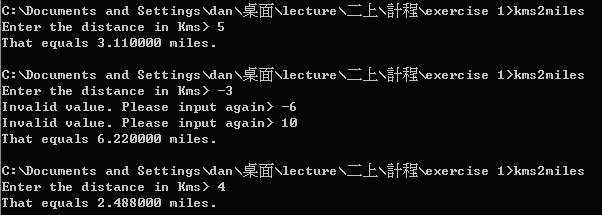 C:\Documents and Settings\dan\桌面\lecture\二上\計程\exercise 1>kms2miles
Enter the distance in Kms> 5
That equals 3.110000 miles.
C:\Documents and Settings\dan\桌面\lecture\二上\計程\exercise 1>kms2miles
Enter the distance in Kms> -3
Invalid value. Please input again> -6
Invalid value. Please input again> 10
That equals 6.220000 miles.
C:\Documents and Settings\dan\桌面\lecture\二上\計程\exercise 1>kms2miles
Enter the distance in Kms> 4
That equals 2.488000 miles.